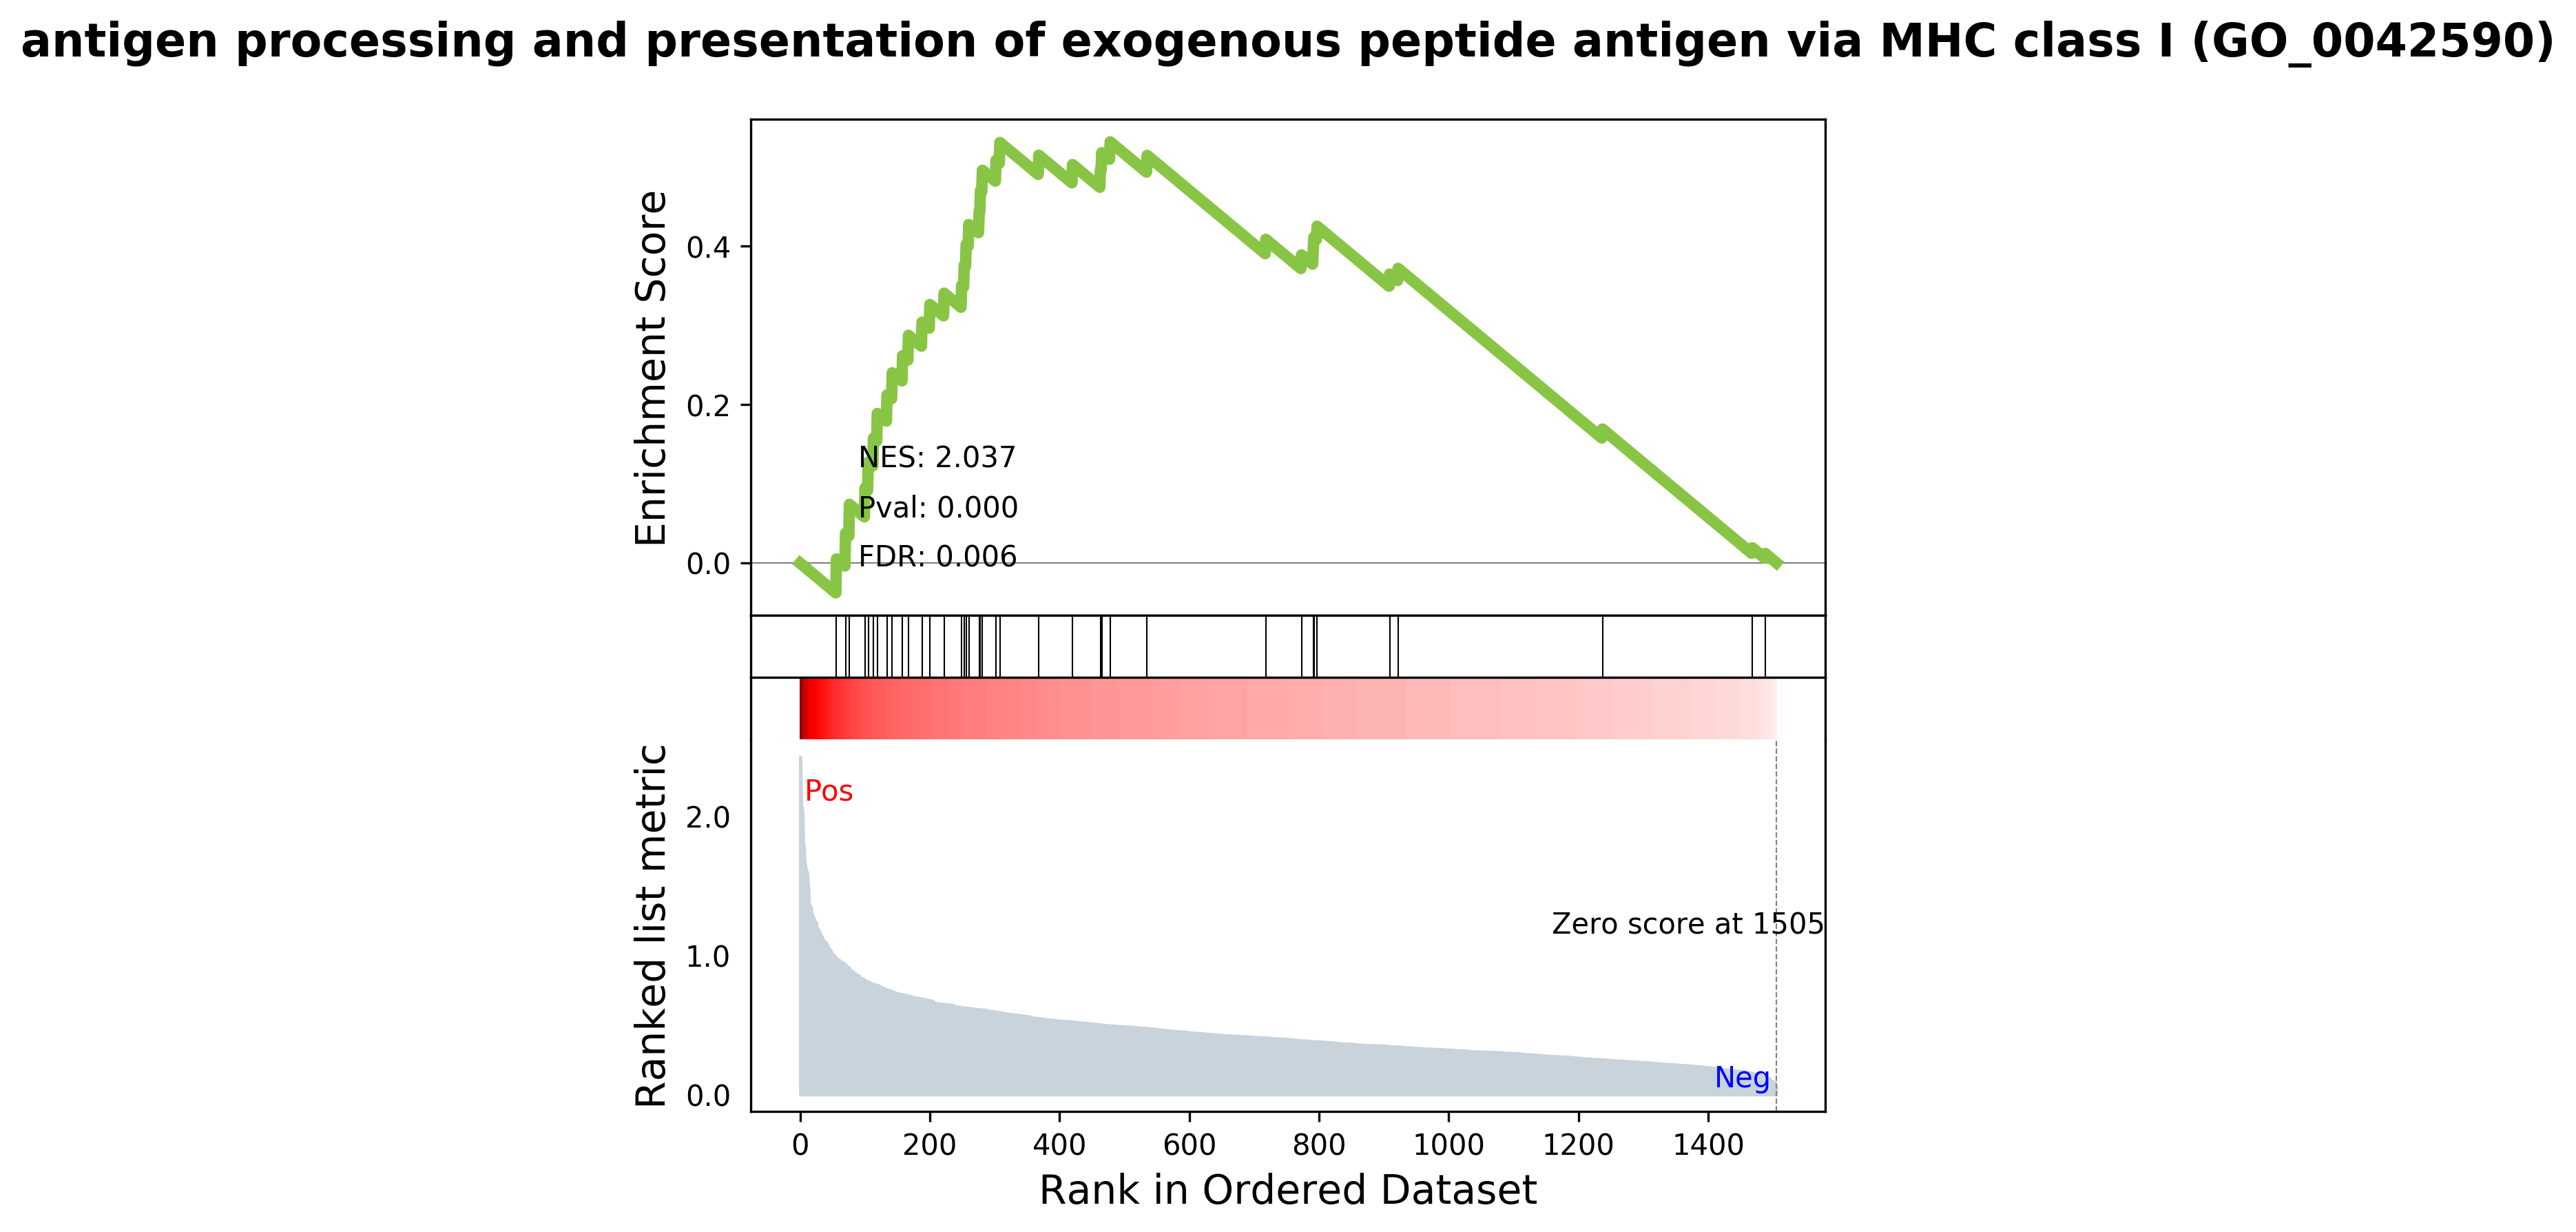 antigen processing and presentation of exogenous peptide antigen via MHC class I (GO_0042590)
Enrichment Score
0.4
0.2
0.0
NES: 2.037
Pval: 0.000
FDR: 0.006
Ranked list metric
2.0
1.0
0.0
Pos
Zero score at 1505
Neg
0 200 400 600 800 1000 1200 1400
Rank in Ordered Dataset